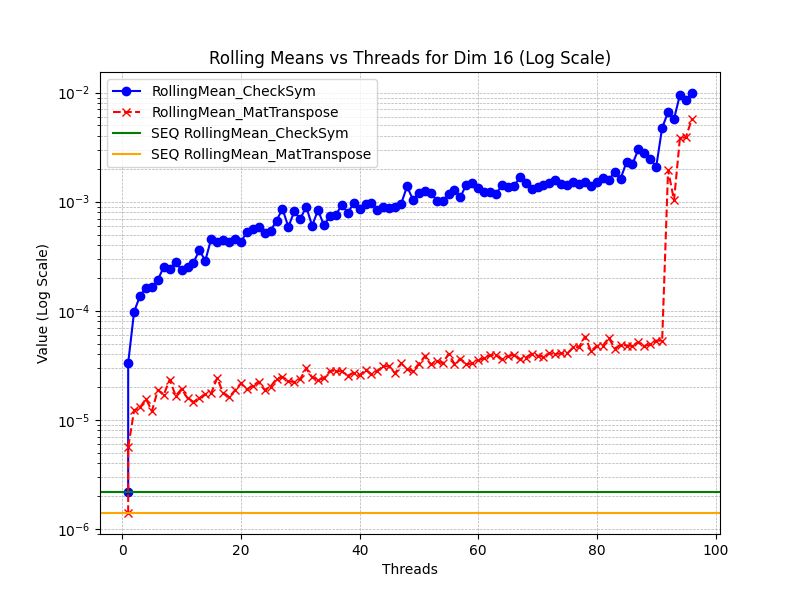 Rolling Means vs Threads for Dim 16 (Log Scale)
RollingMean_CheckSym
RollingMean_MatTranspose
SEQ RollingMean_CheckSym
SEQ RollingMean_MatTranspose
Value (Log Scale)
10⁻²
10⁻³
10⁻⁴
10⁻⁵
10⁻⁶
0 20 40 60 80 100
Threads